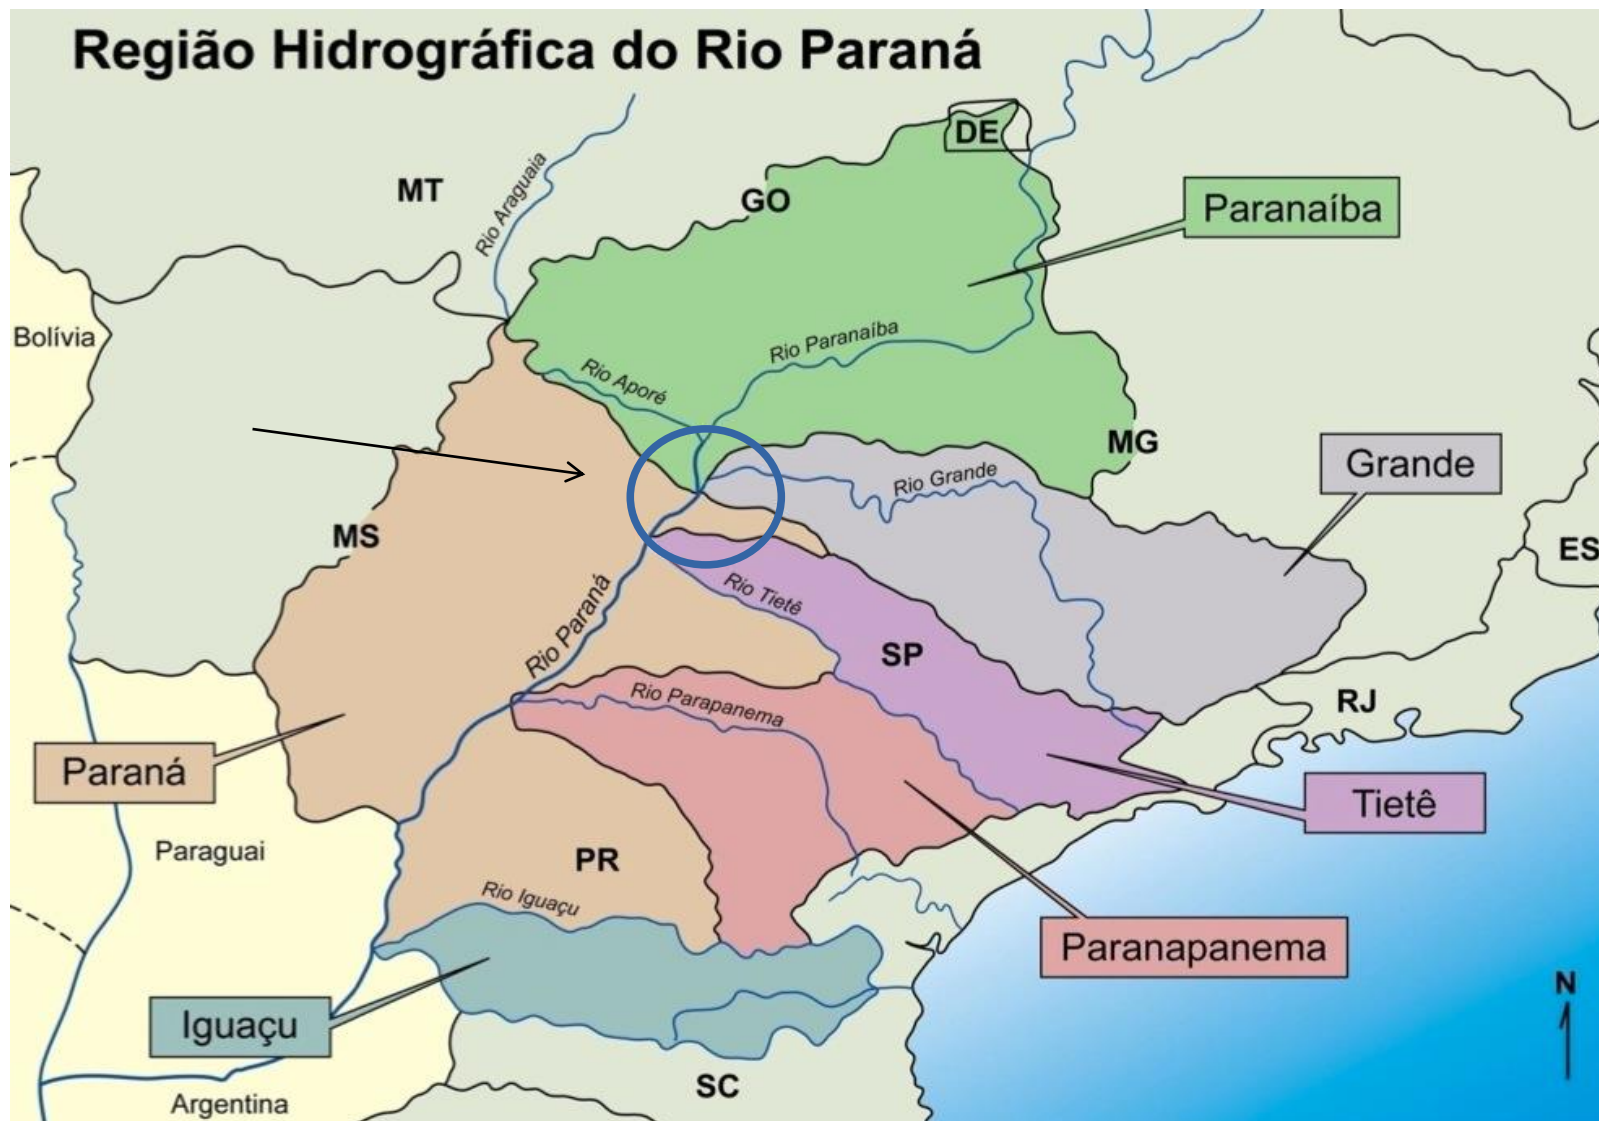 Região Hidrográfica do Rio Paraná
DE
MT
Rio Araguaia
GO
Paranaíba
Bolívia
Rio Paranaíba
Rio Aporé
MG
Grande
Rio Grande
MS
ES
Rio Tietê
Rio Paraná
SP
Rio Parapanema
RJ
Paraná
Tietê
Paraguai
PR
Rio Iguaçu
Paranapanema
N
Iguaçu
SC
Argentina